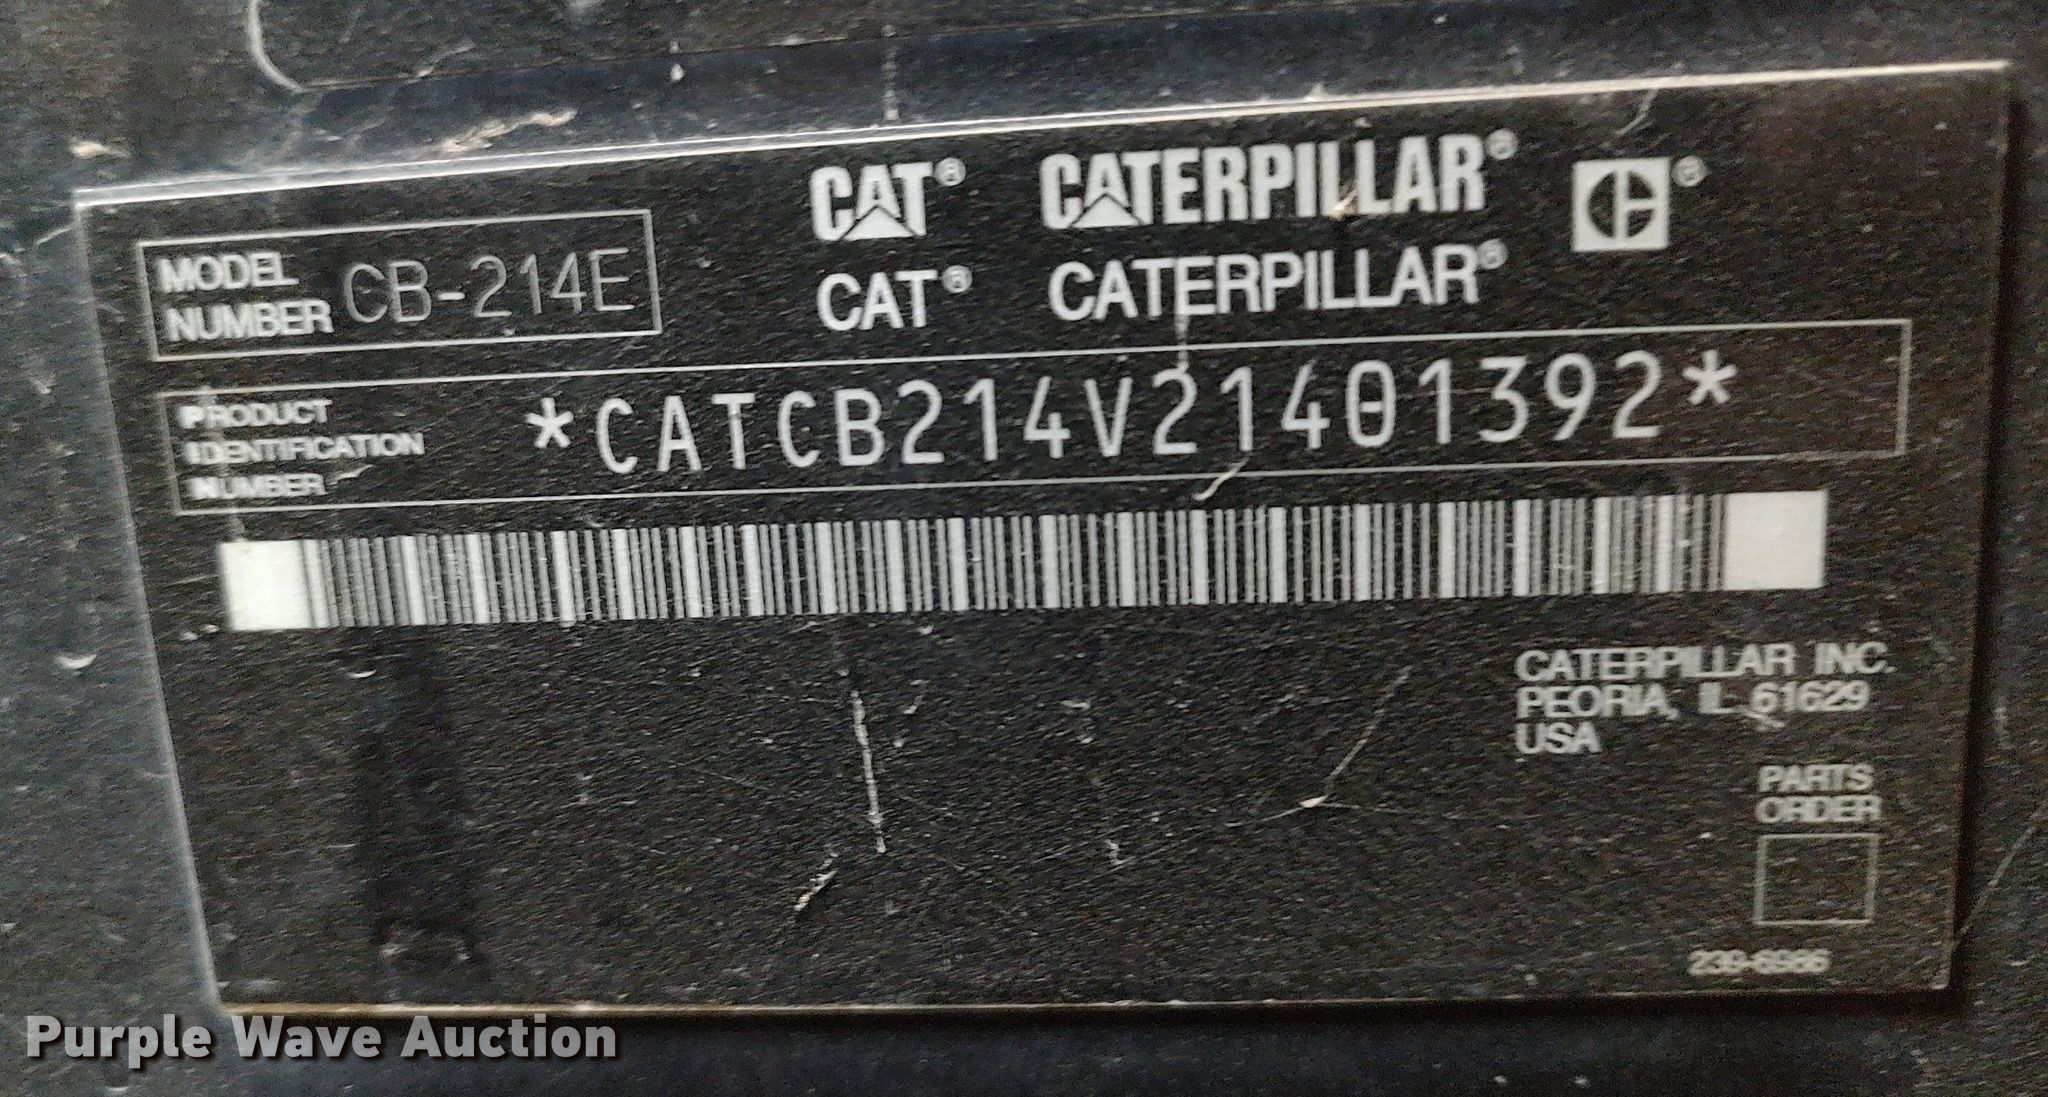 CAT® CATERPILLAR® ®
MODEL
NUMBER CB-214E
CAT® CATERPILLAR®
PRODUCT
IDENTIFICATION
NUMBER
*CATCB214V21401392*
CATERPILLAR INC.
PEORIA, IL 61629
USA
PARTS
ORDER
239-6986
Purple Wave Auction